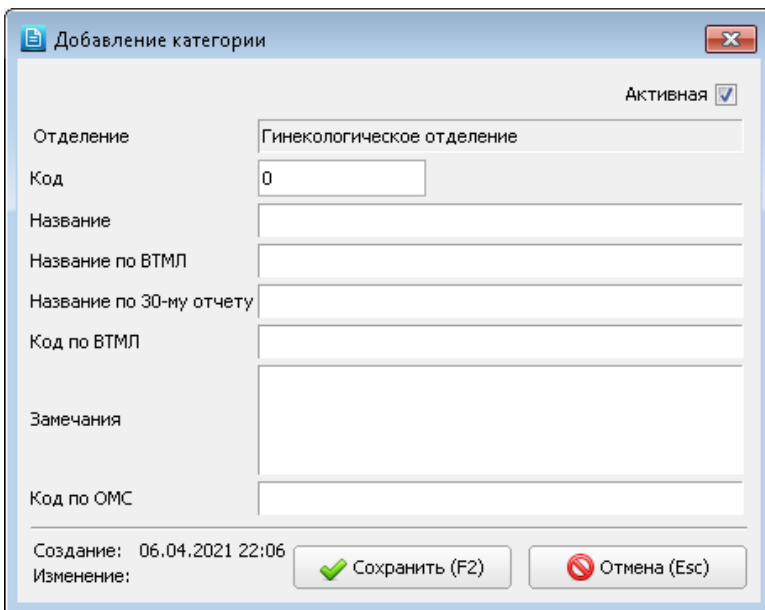 Добавление категории
Активная
Отделение Гинекологическое отделение
Код 0
Название
Название по ВТМЛ
Название по 30-му отчету
Код по ВТМЛ
Замечания
Код по ОМС
Создание: 06.04.2021 22:06
Изменение:
Сохранить (F2) Отмена (Esc)